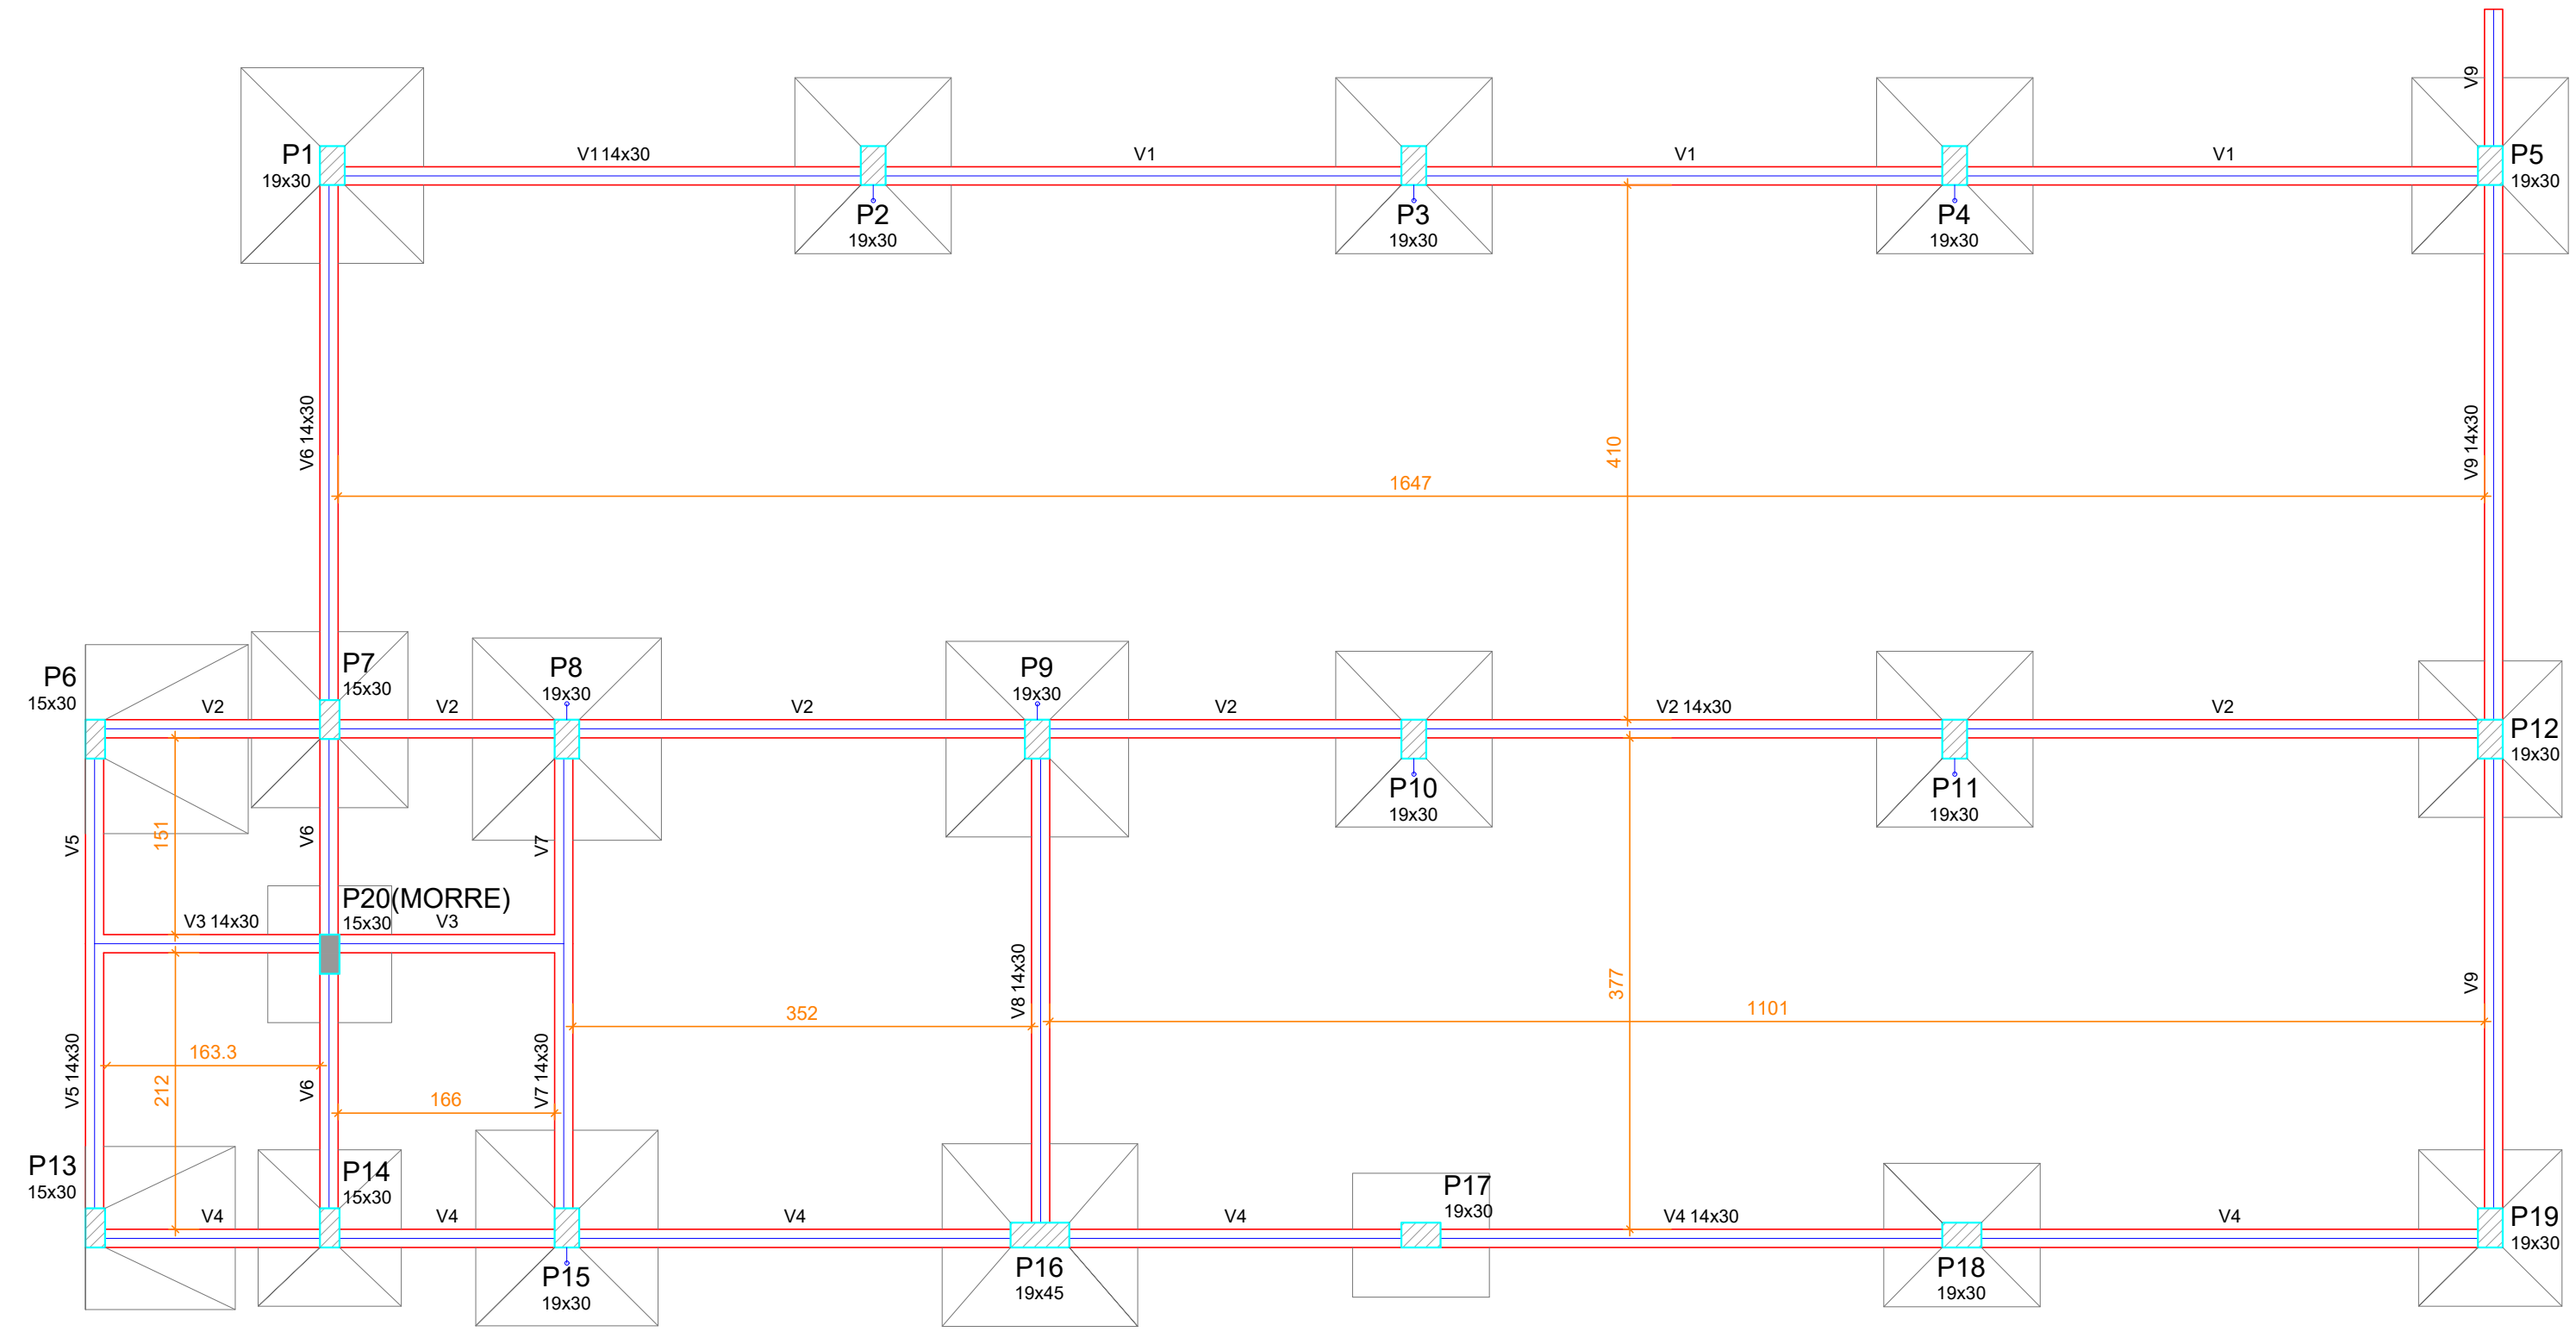 V9
P1
19x30
V1 14x30
V1
V1
V1
P5
19x30
P2
19x30
P3
19x30
P4
19x30
V6 14x30
410
V9 14x30
1647
P6
15x30
P7
15x30
P8
19x30
P9
19x30
V2
V2
V2
V2
V2 14x30
V2
P12
19x30
P10
19x30
P11
19x30
V5
151
V6
V7
P20(MORRE)
15x30
V3 14x30
V3
V8 14x30
377
V9
352
1101
V5 14x30
163.3
212
V6
166
V7 14x30
P13
15x30
P14
15x30
P17
19x30
V4
V4
V4
V4
V4 14x30
V4
P19
19x30
P15
19x30
P16
19x45
P18
19x30